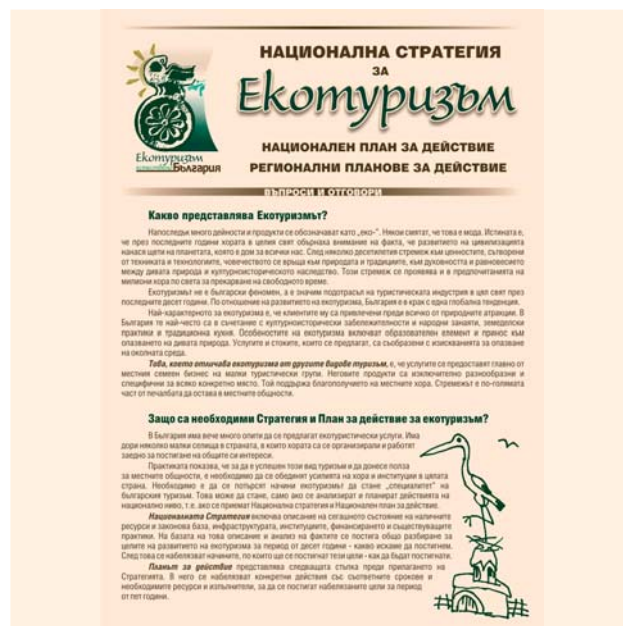 НАЦИОНАЛНА СТРАТЕГИЯ
ЗА
Екотуризъм
НАЦИОНАЛЕН ПЛАН ЗА ДЕЙСТВИЕ
РЕГИОНАЛНИ ПЛАНОВЕ ЗА ДЕЙСТВИЕ
Екотуризъм
България
ВЪПРОСИ И ОТГОВОРИ
Какво представлява Екотуризмът?
Напоследък много дейности и продукти се обозначават като „еко-". Някои смятат, че това е мода. Истината е,
че през последните години хората в целия свят обърнаха внимание на факта, че развитието на цивилизацията
нанася щети на планетата, която е дом за всички нас. След няколко десетилетия стремеж към ценностите, сътворени
от техниката и технологиите, човечеството се връща към природата и традициите, към духовността и равновесието
между дивата природа и културноисторическото наследство. Този стремеж се проявява и в предпочитанията на
милиони хора по света за прекарване на свободното време.
Екотуризмът не е български феномен, а е значим подотрасъл на туристическата индустрия в цял свят през
последните десет години. По отношение на развитието на екотуризма, България е в крак с една глобална тенденция.
Най-характерното за екотуризма е, че клиентите му са привлечени преди всичко от природните атракции. В
България те най-често са в съчетание с културноисторически забележителности и народни занаяти, земеделски
практики и традиционна кухня. Особеностите на екотуризма включват образователен елемент и принос към
опазването на дивата природа. Услугите и стоките, които се предлагат, са съобразени с изискванията за опазване
на околната среда.
Това, което отличава екотуризма от другите видове туризъм, е, че услугите се предоставят главно от
местния семеен бизнес на малки туристически групи. Неговите продукти са изключително разнообразни и
специфични за всяко конкретно място. Той поддържа благополучието на местните хора. Стремежът е по-голямата
част от печалбата да остава в местните общности.
Защо са необходими Стратегия и План за действие за екотуризъм?
В България има вече много опити да се предлагат екотуристически услуги. Има
дори няколко малки селища в страната, в които хората са се организирали и работят
заедно за постигане на общите си интереси.
Практиката показва, че за да е успешен този вид туризъм и да донесе полза
за местните общности, е необходимо да се обединят усилията на хора и институции в цялата
страна. Необходимо е да се потърсят начини екотуризмът да стане „специалитет" на
българския туризъм. Това може да стане, само ако се анализират и планират действията на
национално ниво, т.е. ако се приемат Национална стратегия и Национален план за действие.
Националната Стратегия включва описание на сегашното състояние на наличните
ресурси и законова база, инфраструктурата, институциите, финансирането и съществуващите
практики. На базата на това описание и анализ на фактите се постига общо разбиране за
целите на развитието на екотуризма за период от десет години - какво искаме да постигнем.
След това се набелязват начините, по които ще се постигнат тези цели - как да бъдат постигнати.
Планът за действие представлява следващата стъпка преди прилагането на
Стратегията. В него се набелязват конкретни действия със съответните срокове и
необходимите ресурси и изпълнители, за да се постигат набелязаните цели за период
от пет години.